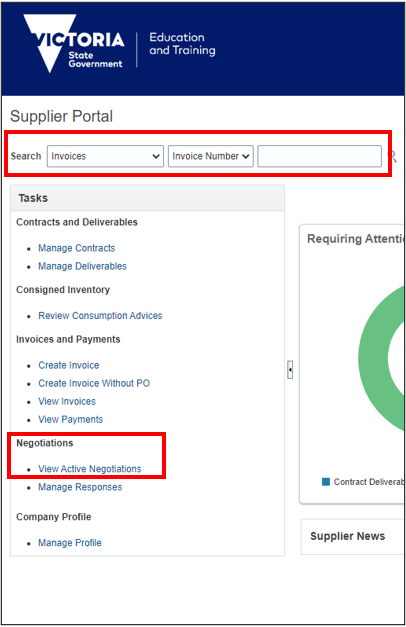 VICTORIA
State
Government
Education
and Training
Supplier Portal
Search Invoices Invoice Number
Tasks
Contracts and Deliverables
Manage Contracts
Manage Deliverables
Consigned Inventory
Review Consumption Advices
Invoices and Payments
Create Invoice
Create Invoice Without PO
View Invoices
View Payments
Negotiations
View Active Negotiations
Manage Responses
Company Profile
Manage Profile
Requiring Attentio
Contract Deliverab
Supplier News